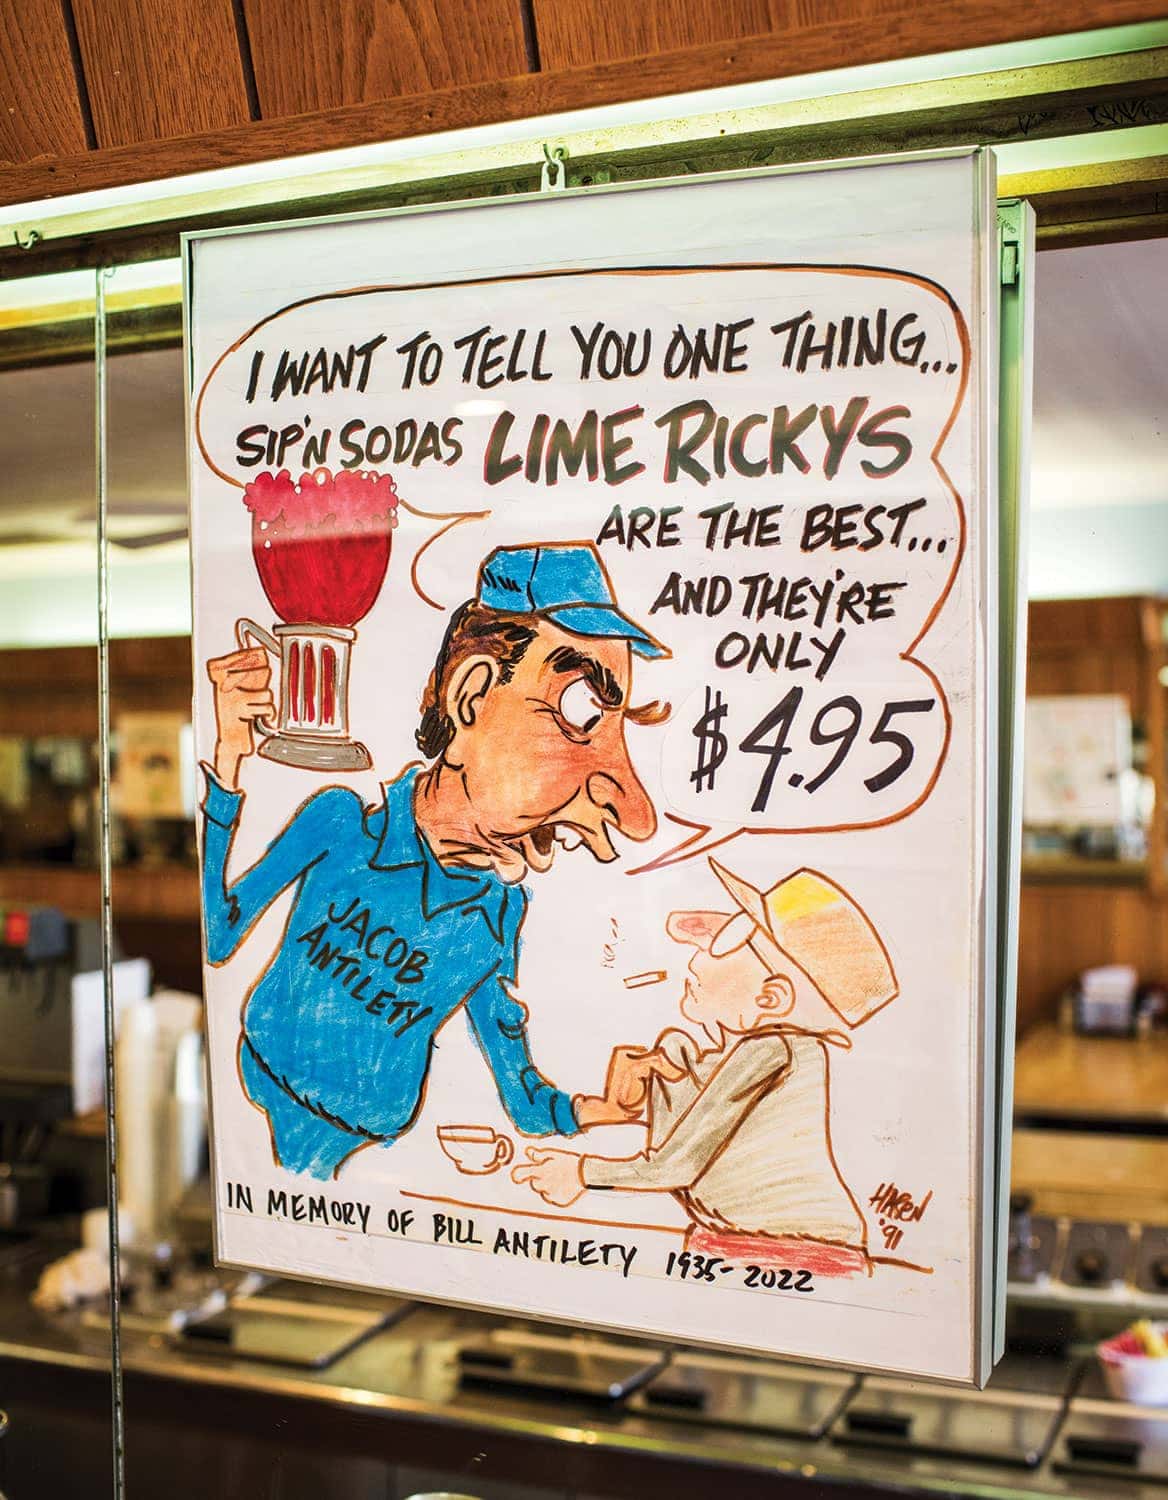 I WANT TO TELL YOU ONE THING...
SIP'N SODAS LIME RICKYS
ARE THE BEST...
AND THEY'RE
ONLY
$4.95
JACOB
ANTILETY
IN MEMORY OF BILL ANTILETY 1935-2022
HAGEN
'91